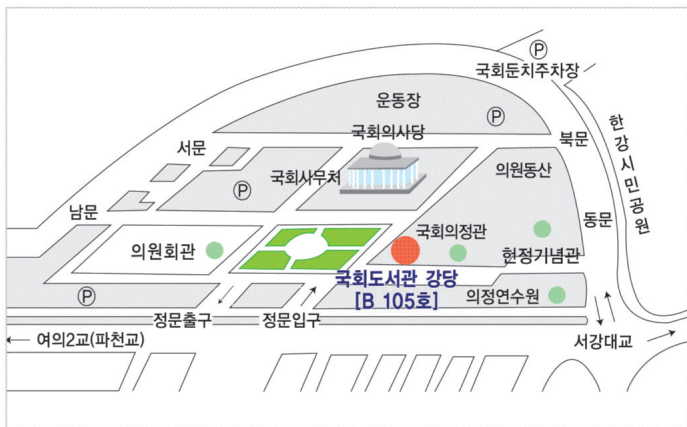 Ⓟ
국회둔치주차장
운동장
Ⓟ
국회의사당
북문
한강시민공원
서문
의원동산
국회사무처
Ⓟ
남문
동문
국회의정관
의원회관
헌정기념관
국회도서관 강당
[B 105호]
의정연수원
Ⓟ
정문출구
정문입구
여의2교(파천교)
서강대교